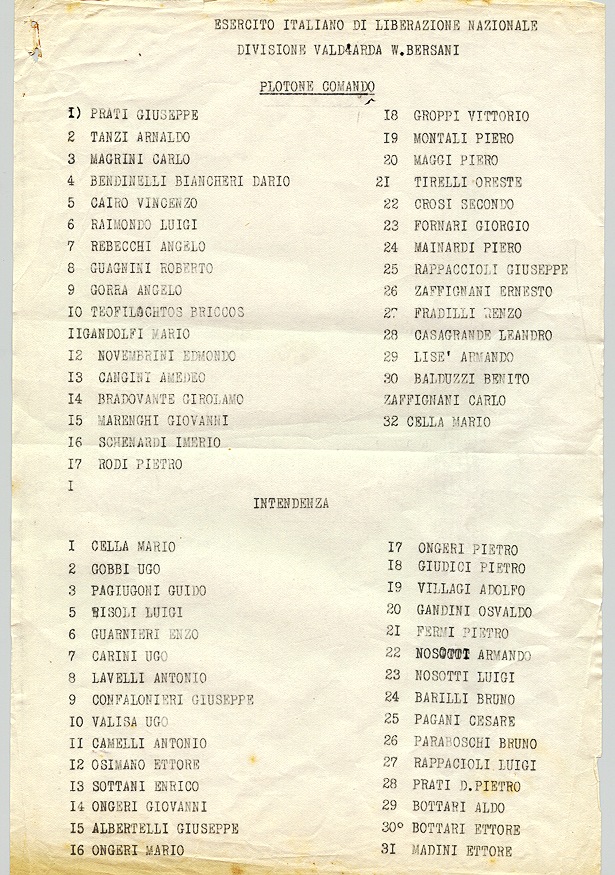 ESERCITO ITALIANO DI LIBERAZIONE NAZIONALE
DIVISIONE VALD'ARDA W.BERSANI
PLOTONE COMANDO
I) PRATI GIUSEPPE
2 TANZI ARNALDO
3 MAGRINI CARLO
4 BENDINELLI BIANCHERI DARIO
5 CAIRO VINCENZO
6 RAIMONDO LUIGI
7 REBECCHI ANGELO
8 GUAGNINI ROBERTO
9 GORRA ANGELO
IO TEOFILOCHTOS BRICCOS
IIGANDOLFI MARIO
I2 NOVEMBRINI EDMONDO
I3 CANGINI AMEDEO
I4 BRADOVANTE GIROLAMO
I5 MARENGHI GIOVANNI
I6 SCHENARDI IMERIO
I7 RODI PIETRO
I
I8 GROPPI VITTORIO
I9 MONTALI PIERO
20 MAGGI PIERO
2I TIRELLI ORESTE
22 CROSI SECONDO
23 FORNARI GIORGIO
24 MAINARDI PIERO
25 RAPPACCIOLI GIUSEPPE
26 ZAFFIGNANI ERNESTO
27 FRADILLI RENZO
28 CASAGRANDE LEANDRO
29 LISE' ARMANDO
30 BALDUZZI BENITO
ZAFFIGNANI CARLO
32 CELLA MARIO
INTENDENZA
I CELLA MARIO
2 GOBBI UGO
3 PAGIUGONI GUIDO
5 RISOLI LUIGI
6 GUARNIERI ENZO
7 CARINI UGO
8 LAVELLI ANTONIO
9 CONFALONIERI GIUSEPPE
IO VALISA UGO
II CAMELLI ANTONIO
I2 OSIMANO ETTORE
I3 SOTTANI ENRICO
I4 ONGERI GIOVANNI
I5 ALBERTELLI GIUSEPPE
I6 ONGERI MARIO
I7 ONGERI PIETRO
I8 GIUDICI PIETRO
I9 VILLAGI ADOLFO
20 GANDINI OSVALDO
2I FERMI PIETRO
22 NOSOTTI ARMANDO
23 NOSOTTI LUIGI
24 BARILLI BRUNO
25 PAGANI CESARE
26 PARABOSCHI BRUNO
27 RAPPACIOLI LUIGI
28 PRATI D.PIETRO
29 BOTTARI ALDO
30° BOTTARI ETTORE
3I MADINI ETTORE